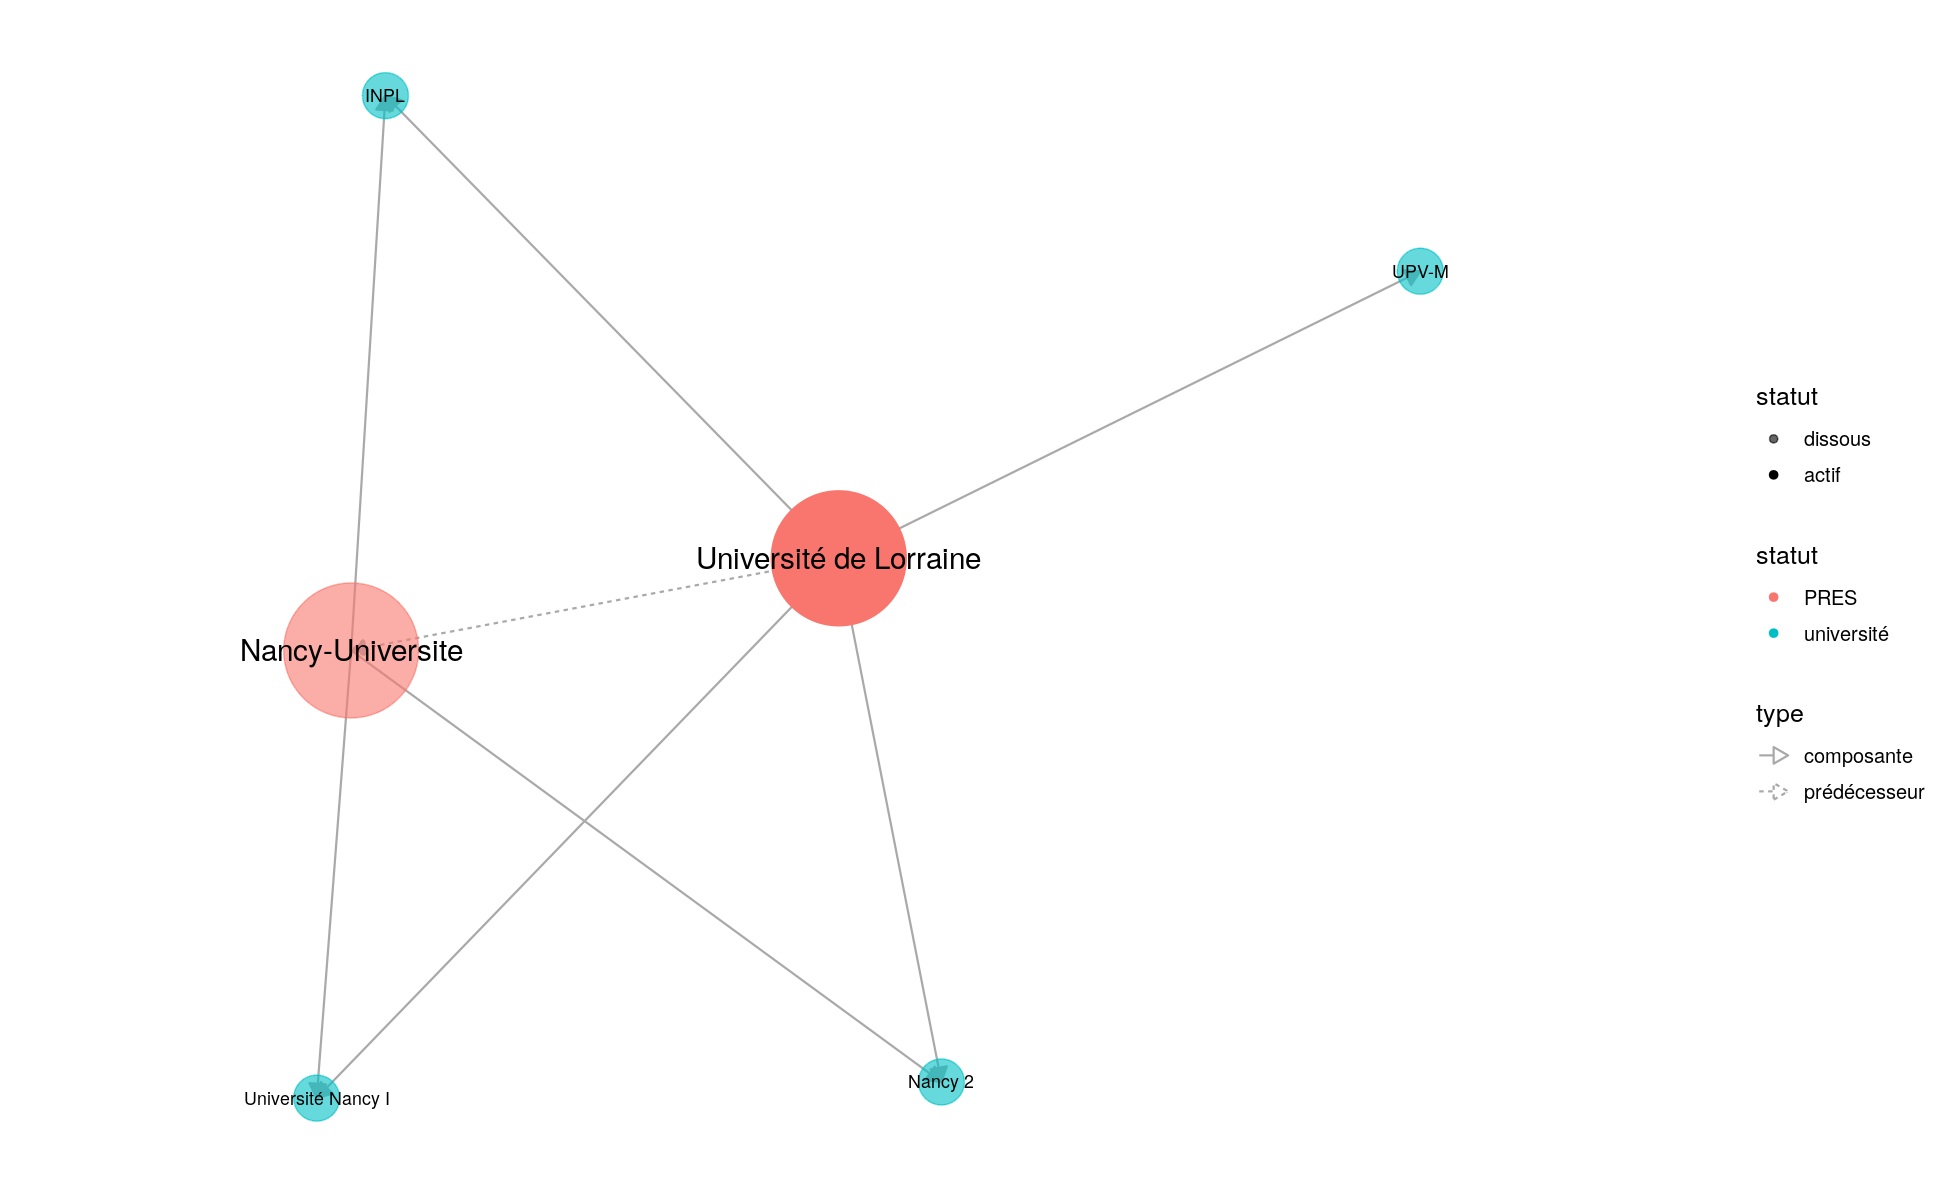 INPL
UPV-M
Université de Lorraine
Nancy-Universite
Nancy 2
Université Nancy I
statut
dissous
actif
statut
PRES
université
type
composante
prédécesseur